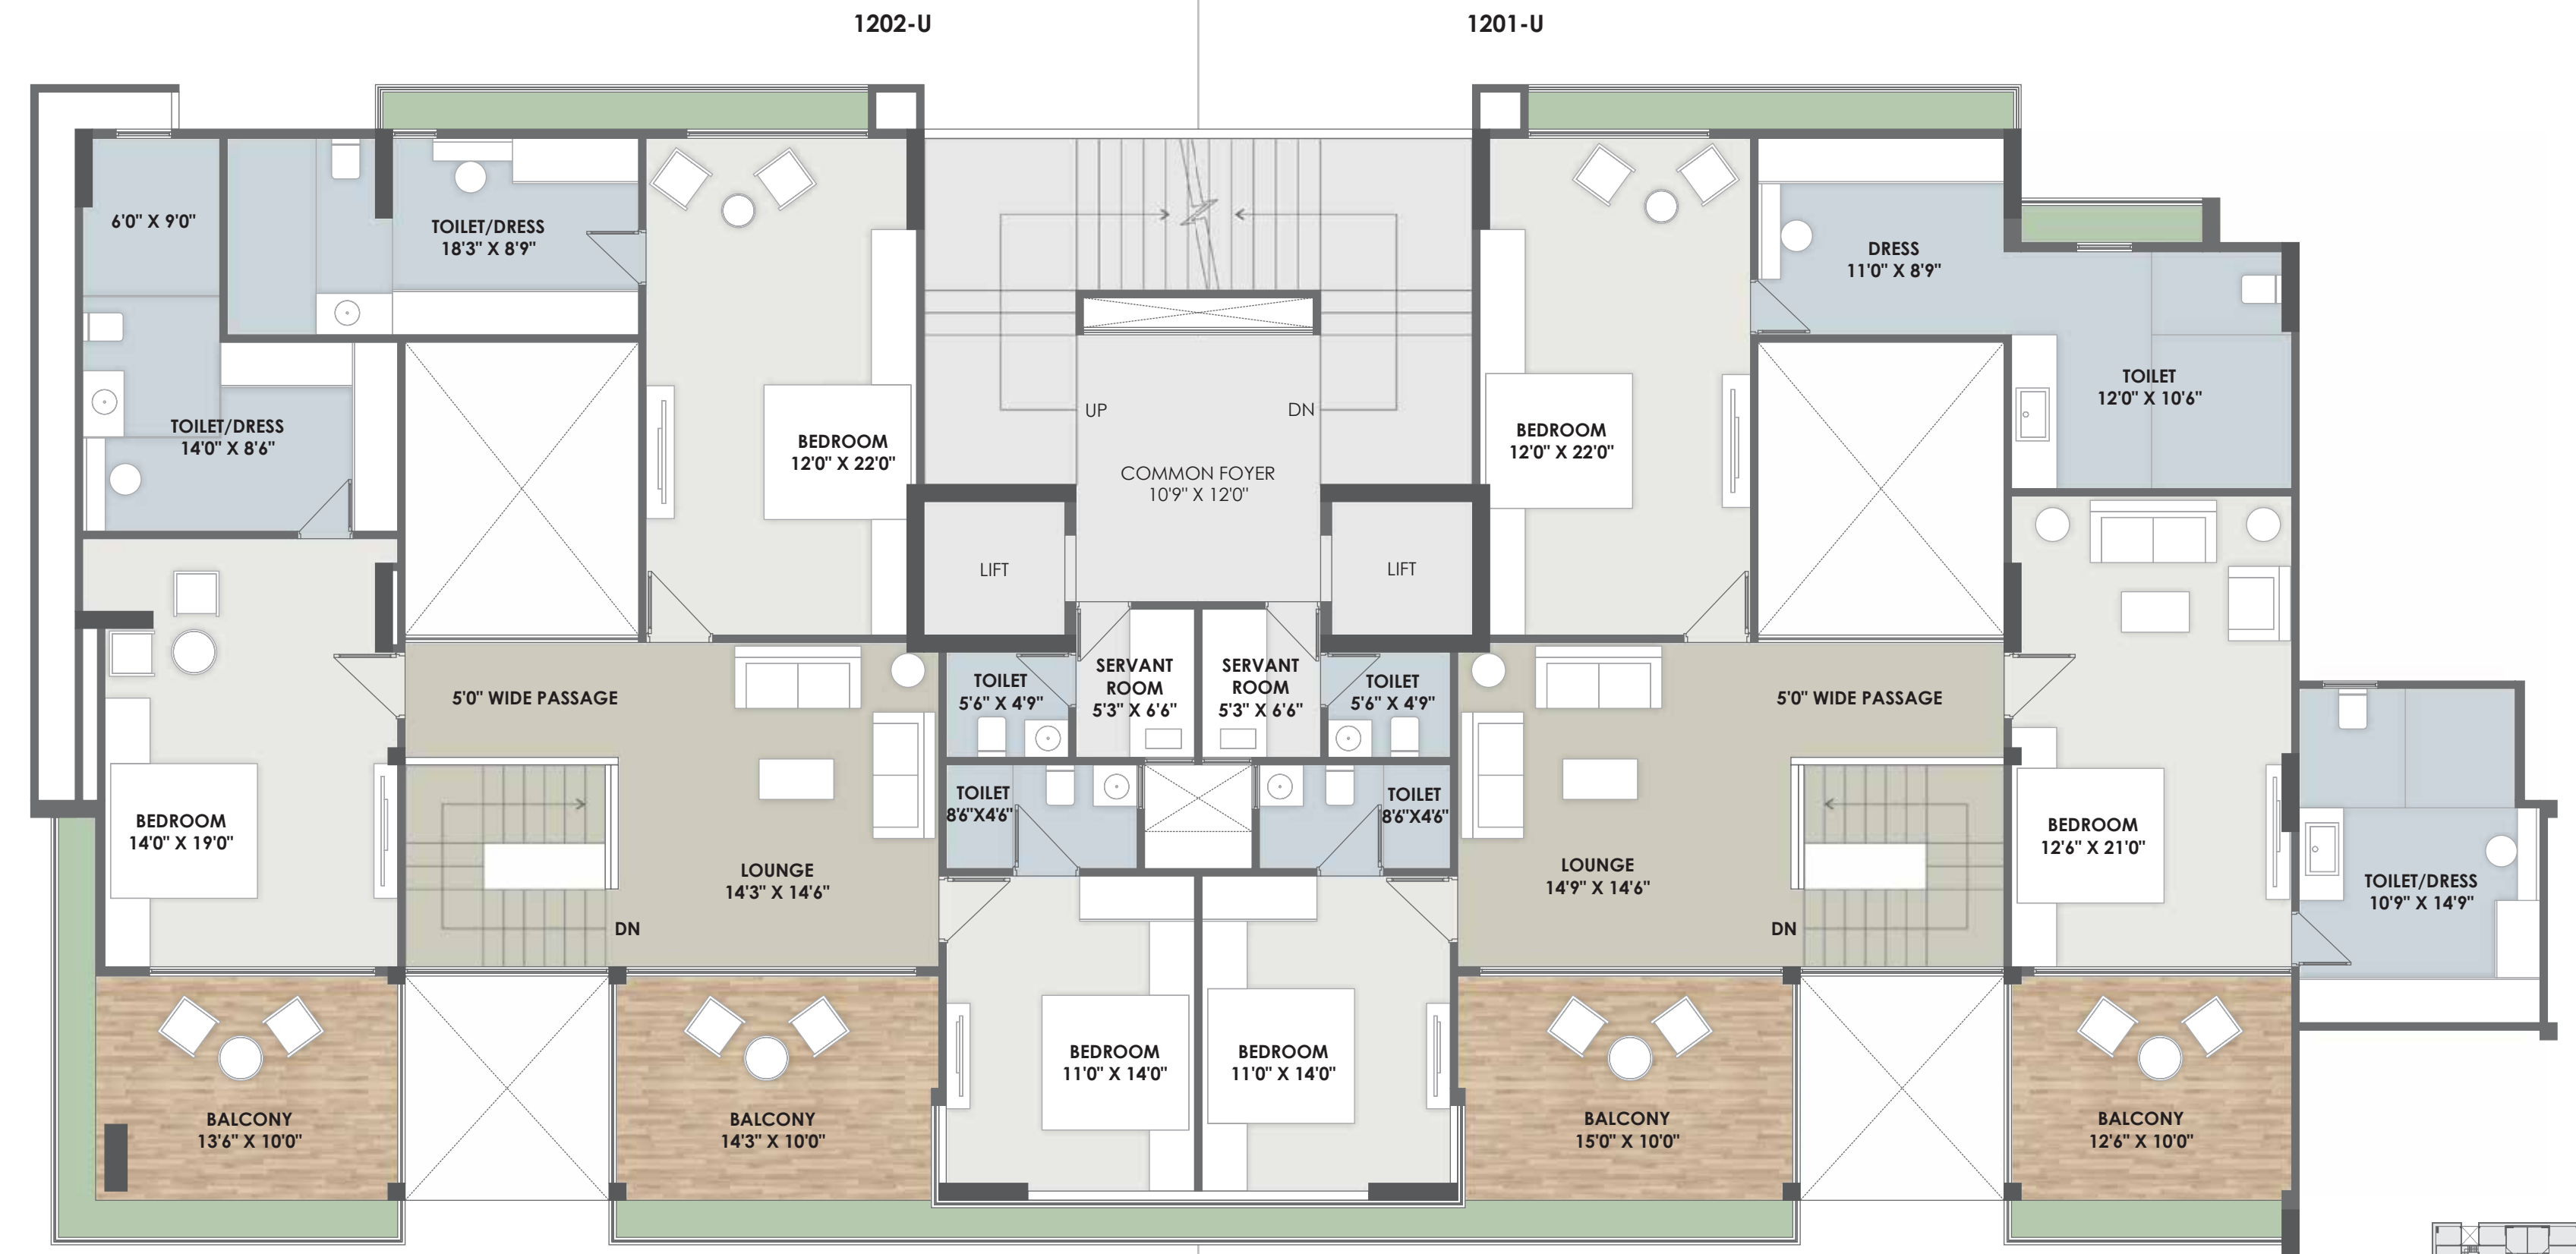 1202-U
1201-U
6'0" X 9'0"
TOILET/DRESS
18'3" X 8'9"
DRESS
11'0" X 8'9"
TOILET/DRESS
14'0" X 8'6"
BEDROOM
12'0" X 22'0"
UP
DN
COMMON FOYER
10'9" X 12'0"
BEDROOM
12'0" X 22'0"
TOILET
12'0" X 10'6"
LIFT
LIFT
5'0" WIDE PASSAGE
TOILET
5'6" X 4'9"
SERVANT
ROOM
5'3" X 6'6"
SERVANT
ROOM
5'3" X 6'6"
TOILET
5'6" X 4'9"
5'0" WIDE PASSAGE
BEDROOM
14'0" X 19'0"
LOUNGE
14'3" X 14'6"
DN
TOILET
8'6"X4'6"
TOILET
8'6"X4'6"
LOUNGE
14'9" X 14'6"
DN
BEDROOM
12'6" X 21'0"
TOILET/DRESS
10'9" X 14'9"
BALCONY
13'6" X 10'0"
BALCONY
14'3" X 10'0"
BEDROOM
11'0" X 14'0"
BEDROOM
11'0" X 14'0"
BALCONY
15'0" X 10'0"
BALCONY
12'6" X 10'0"